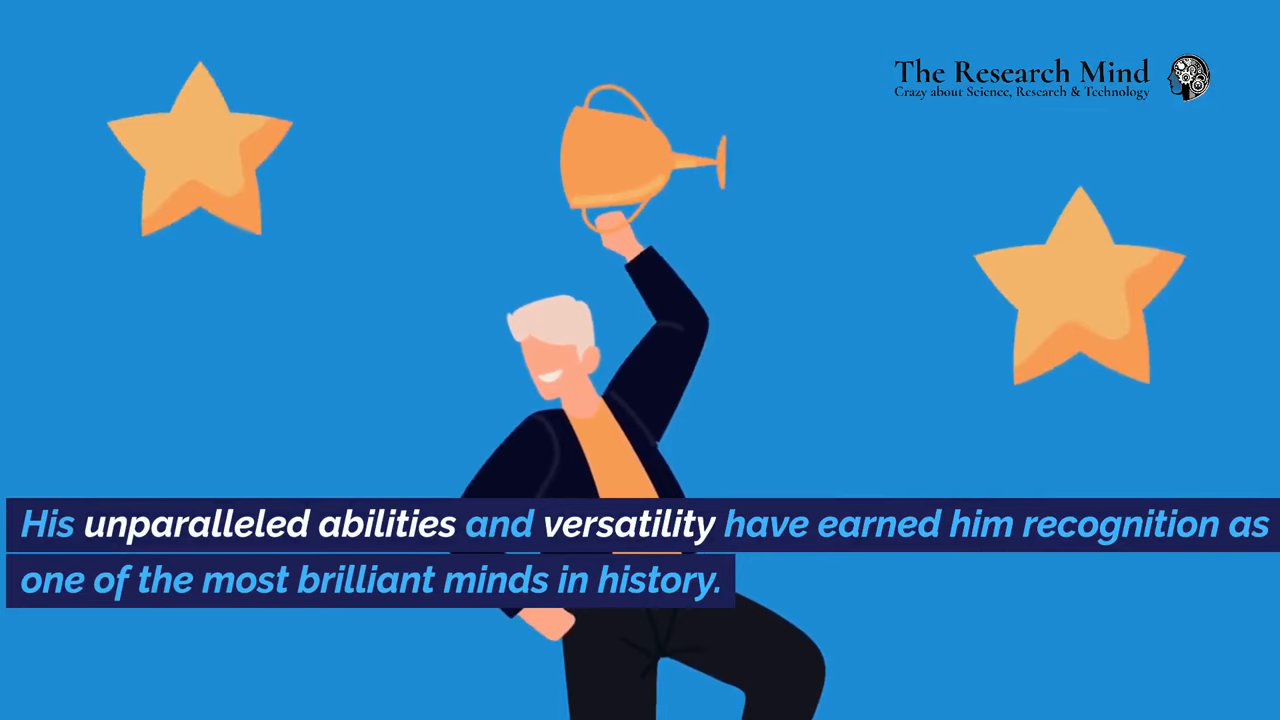 The Research Mind
Crazy about Science, Research & Technology
His unparalleled abilities and versatility have earned him recognition as
one of the most brilliant minds in history.